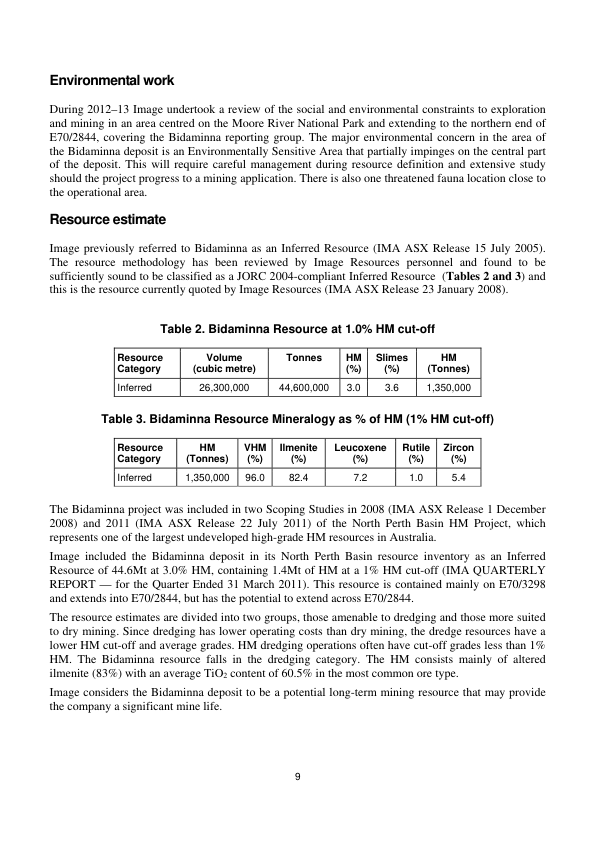 Environmental work
During 2012–13 Image undertook a review of the social and environmental constraints to exploration
and mining in an area centred on the Moore River National Park and extending to the northern end of
E70/2844, covering the Bidaminna reporting group. The major environmental concern in the area of
the Bidaminna deposit is an Environmentally Sensitive Area that partially impinges on the central part
of the deposit. This will require careful management during resource definition and extensive study
should the project progress to a mining application. There is also one threatened fauna location close to
the operational area.
Resource estimate
Image previously referred to Bidaminna as an Inferred Resource (IMA ASX Release 15 July 2005).
The resource methodology has been reviewed by Image Resources personnel and found to be
sufficiently sound to be classified as a JORC 2004-compliant Inferred Resource (Tables 2 and 3) and
this is the resource currently quoted by Image Resources (IMA ASX Release 23 January 2008).
Table 2. Bidaminna Resource at 1.0% HM cut-off
Resource Category | Volume (cubic metre) | Tonnes | HM (%) | Slimes (%) | HM (Tonnes)
Inferred | 26,300,000 | 44,600,000 | 3.0 | 3.6 | 1,350,000
Table 3. Bidaminna Resource Mineralogy as % of HM (1% HM cut-off)
Resource Category | HM (Tonnes) | VHM (%) | Ilmenite (%) | Leucoxene (%) | Rutile (%) | Zircon (%)
Inferred | 1,350,000 | 96.0 | 82.4 | 7.2 | 1.0 | 5.4
The Bidaminna project was included in two Scoping Studies in 2008 (IMA ASX Release 1 December
2008) and 2011 (IMA ASX Release 22 July 2011) of the North Perth Basin HM Project, which
represents one of the largest undeveloped high-grade HM resources in Australia.
Image included the Bidaminna deposit in its North Perth Basin resource inventory as an Inferred
Resource of 44.6Mt at 3.0% HM, containing 1.4Mt of HM at a 1% HM cut-off (IMA QUARTERLY
REPORT — for the Quarter Ended 31 March 2011). This resource is contained mainly on E70/3298
and extends into E70/2844, but has the potential to extend across E70/2844.
The resource estimates are divided into two groups, those amenable to dredging and those more suited
to dry mining. Since dredging has lower operating costs than dry mining, the dredge resources have a
lower HM cut-off and average grades. HM dredging operations often have cut-off grades less than 1%
HM. The Bidaminna resource falls in the dredging category. The HM consists mainly of altered
ilmenite (83%) with an average TiO₂ content of 60.5% in the most common ore type.
Image considers the Bidaminna deposit to be a potential long-term mining resource that may provide
the company a significant mine life.
9